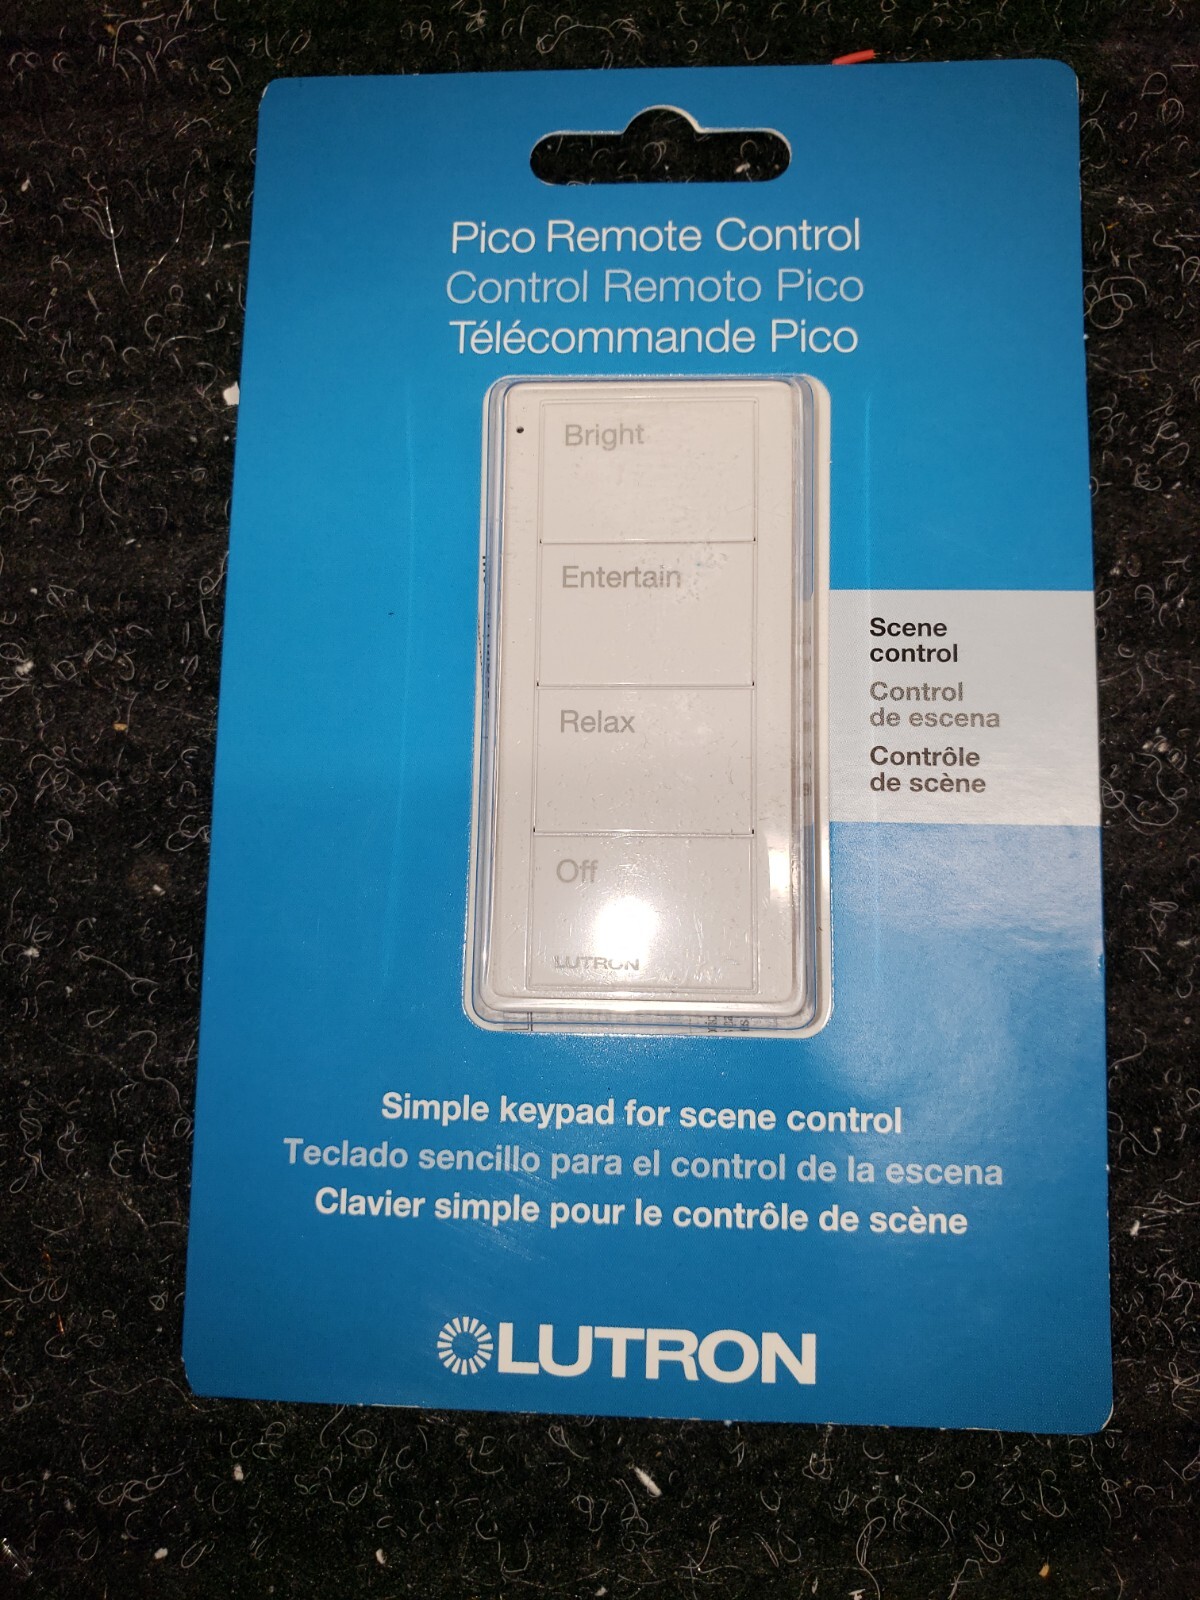 Pico Remote Control
Control Remoto Pico
Télécommande Pico
Bright
Entertain
Relax
Off
LUTRON
Scene
control
Control
de escena
Contrôle
de scène
Simple keypad for scene control
Teclado sencillo para el control de la escena
Clavier simple pour le contrôle de scène
LUTRON